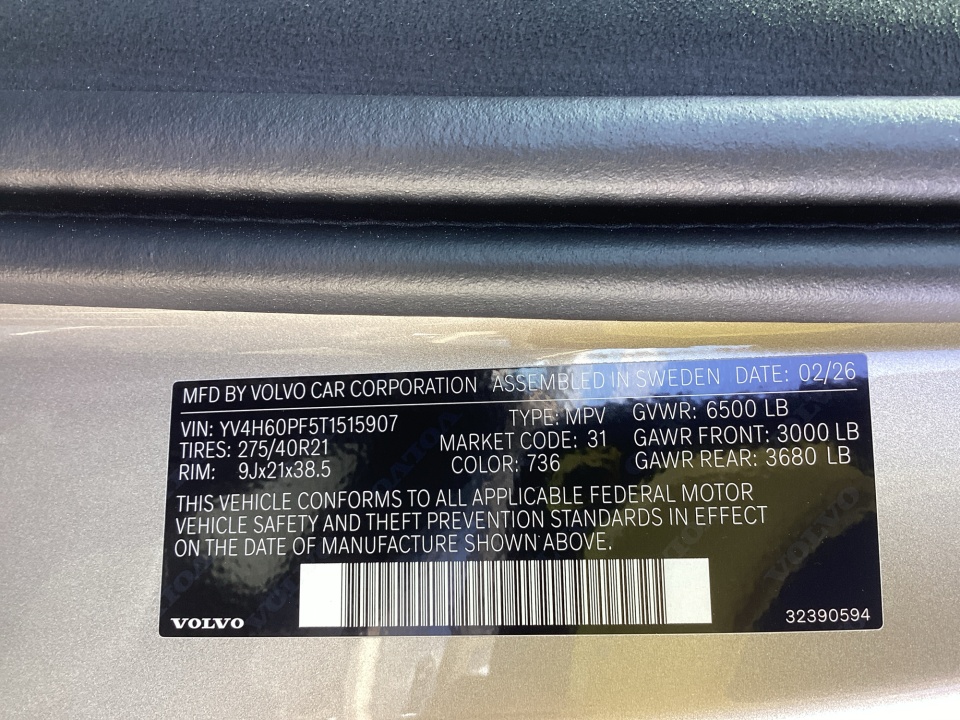 MFD BY VOLVO CAR CORPORATION ASSEMBLED IN SWEDEN DATE: 02/26
VIN: YV4H60PF5T1515907 TYPE: MPV GVWR: 6500 LB
TIRES: 275/40R21 MARKET CODE: 31 GAWR FRONT: 3000 LB
RIM: 9Jx21x38.5 COLOR: 736 GAWR REAR: 3680 LB
THIS VEHICLE CONFORMS TO ALL APPLICABLE FEDERAL MOTOR
VEHICLE SAFETY AND THEFT PREVENTION STANDARDS IN EFFECT
ON THE DATE OF MANUFACTURE SHOWN ABOVE.
VOLVO 32390594